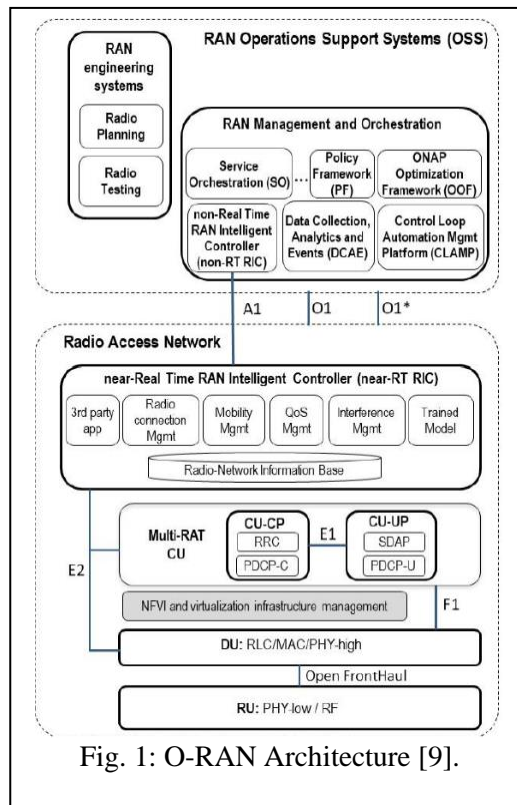 RAN Operations Support Systems (OSS)
RAN
engineering
systems
Radio
Planning
Radio
Testing
RAN Management and Orchestration
Service
Orchestration (SO)
...
Policy
Framework
(PF)
ONAP
Optimization
Framework (OOF)
non-Real Time
RAN Intelligent
Controller
(non-RT RIC)
Data Collection,
Analytics and
Events (DCAE)
Control Loop
Automation Mgmt
Platform (CLAMP)
A1
O1
O1*
Radio Access Network
near-Real Time RAN Intelligent Controller (near-RT RIC)
3rd party
app
Radio
connection
Mgmt
Mobility
Mgmt
QoS
Mgmt
Interference
Mgmt
Trained
Model
Radio-Network Information Base
E2
Multi-RAT
CU
CU-CP
RRC
PDCP-C
E1
CU-UP
SDAP
PDCP-U
NFVI and virtualization infrastructure management
F1
DU: RLC/MAC/PHY-high
Open FrontHaul
RU: PHY-low / RF
Fig. 1: O-RAN Architecture [9].